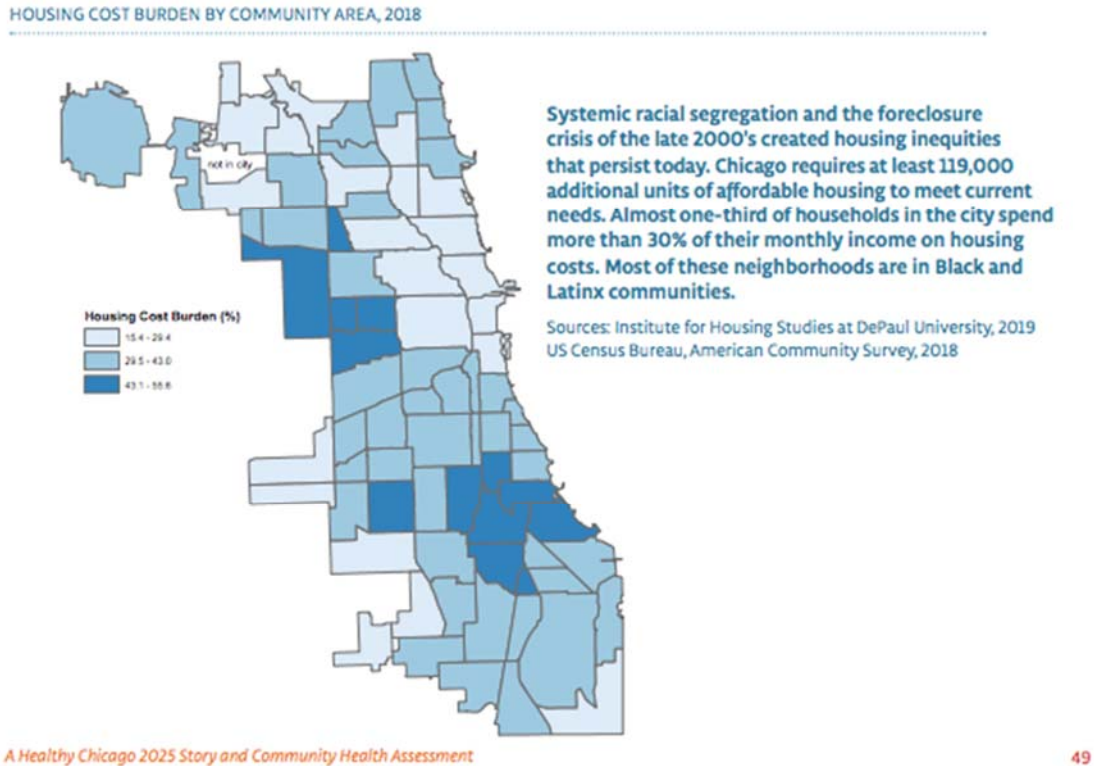 HOUSING COST BURDEN BY COMMUNITY AREA, 2018
Systemic racial segregation and the foreclosure
crisis of the late 2000's created housing inequities
that persist today. Chicago requires at least 119,000
additional units of affordable housing to meet current
needs. Almost one-third of households in the city spend
more than 30% of their monthly income on housing
costs. Most of these neighborhoods are in Black and
Latinx communities.
Sources: Institute for Housing Studies at DePaul University, 2019
US Census Bureau, American Community Survey, 2018
not in city
Housing Cost Burden (%)
15.4 - 29.4
29.5 - 43.0
43.1 - 55.6
A Healthy Chicago 2025 Story and Community Health Assessment
49